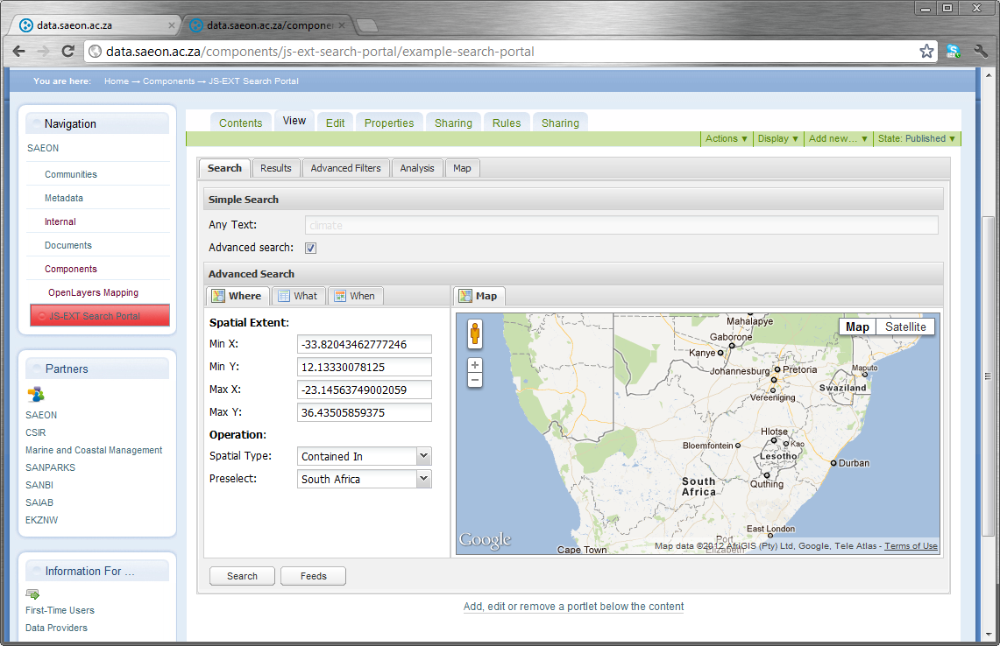 data.saeon.ac.za
data.saeon.ac.za/compone
data.saeon.ac.za/components/js-ext-search-portal/example-search-portal
You are here: Home → Components → JS-EXT Search Portal
Navigation
SAEON
Communities
Metadata
Internal
Documents
Components
OpenLayers Mapping
JS-EXT Search Portal
Partners
SAEON
CSIR
Marine and Coastal Management
SANPARKS
SANBI
SAIAB
EKZNW
Information For ...
First-Time Users
Data Providers
Contents View Edit Properties Sharing Rules Sharing
Actions ▼ Display ▼ Add new... ▼ State: Published ▼
Search Results Advanced Filters Analysis Map
Simple Search
Any Text: climate
Advanced search:
Advanced Search
Where What When
Spatial Extent:
Min X: -33.82043462777246
Min Y: 12.13330078125
Max X: -23.14563749002059
Max Y: 36.43505859375
Operation:
Spatial Type: Contained In
Preselect: South Africa
Map
Map Satellite
Mahalapye
Gaborone
Kanye
Johannesburg
Pretoria
Maputo
Vereeniging
Swaziland
Hlotse
Kao
Bloemfontein
Lesotho
Durban
Quthing
South
Africa
East London
Port
Elizabeth
Cape Town
Google
Map data ©2012 AfriGIS (Pty) Ltd, Google, Tele Atlas - Terms of Use
Search Feeds
Add, edit or remove a portlet below the content